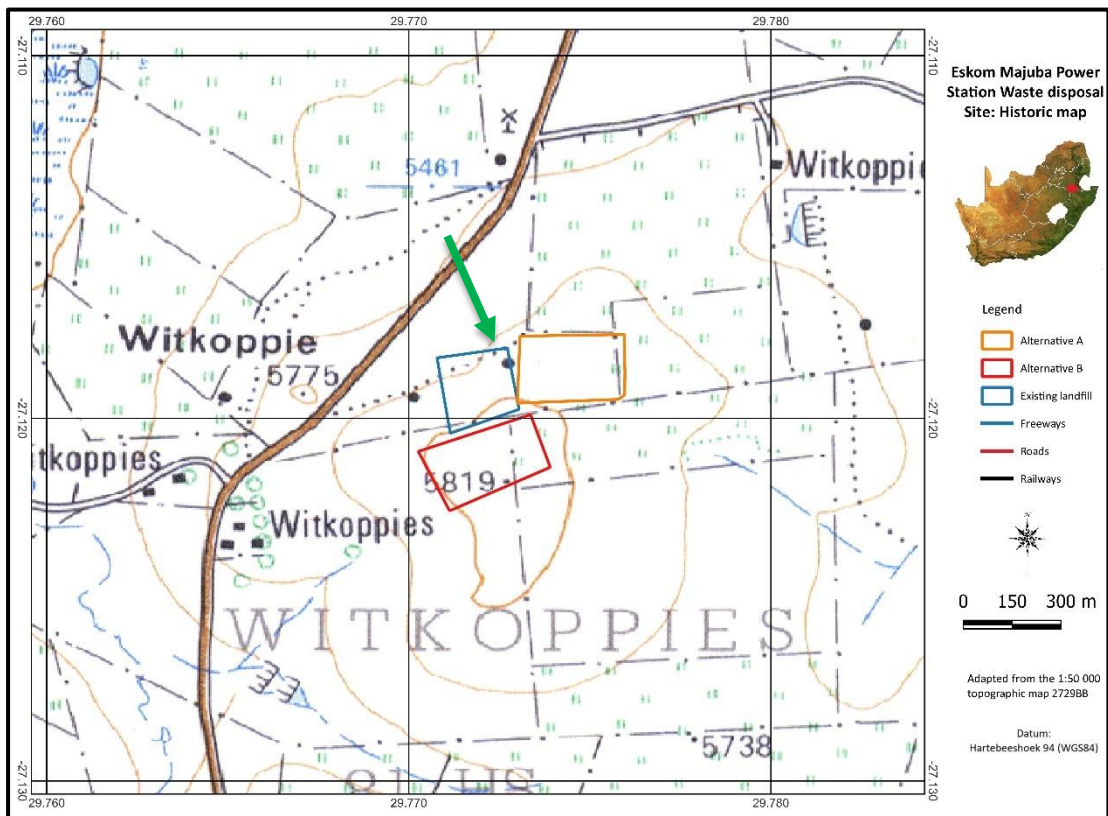 29.760
29.770
29.780
-27.110
-27.110
5461
Witkoppie
Witkoppie
5775
-27.120
-27.120
itkoppies
5819
Witkoppies
WITKOPPIES
5738
-27.130
-27.130
29.760
29.770
29.780
Eskom Majuba Power
Station Waste disposal
Site: Historic map
Legend
Alternative A
Alternative B
Existing landfill
Freeways
Roads
Railways
N
0 150 300 m
Adapted from the 1:50 000
topographic map 2729BB
Datum:
Hartebeeshoek 94 (WGS84)